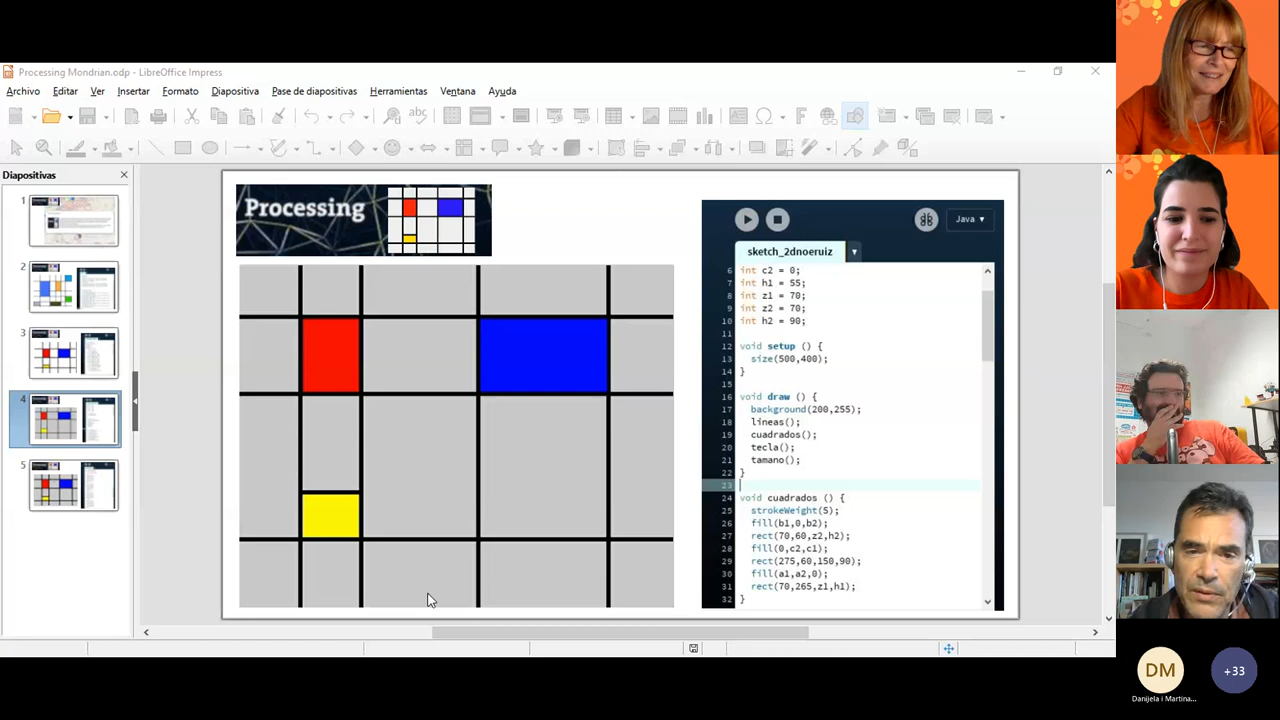 Processing Mondrian.odp - LibreOffice Impress
Archivo Editar Ver Insertar Formato Diapositiva Pase de diapositivas Herramientas Ventana Ayuda
abc
Diapositivas
1
2
3
4
5
Processing
Java
sketch_2dnoeruiz
6 int c2 = 0;
7 int h1 = 55;
8 int z1 = 70;
9 int z2 = 70;
10 int h2 = 90;
11
12 void setup () {
13 size(500,400);
14 }
15
16 void draw () {
17 background(200,255);
18 lineas();
19 cuadrados();
20 tecla();
21 tamano();
22 }
23
24 void cuadrados () {
25 strokeWeight(5);
26 fill(b1,0,b2);
27 rect(70,60,z2,h2);
28 fill(0,c2,c1);
29 rect(275,60,150,90);
30 fill(a1,a2,0);
31 rect(70,265,z1,h1);
32 }
DM
Danijela i Martina...
+33